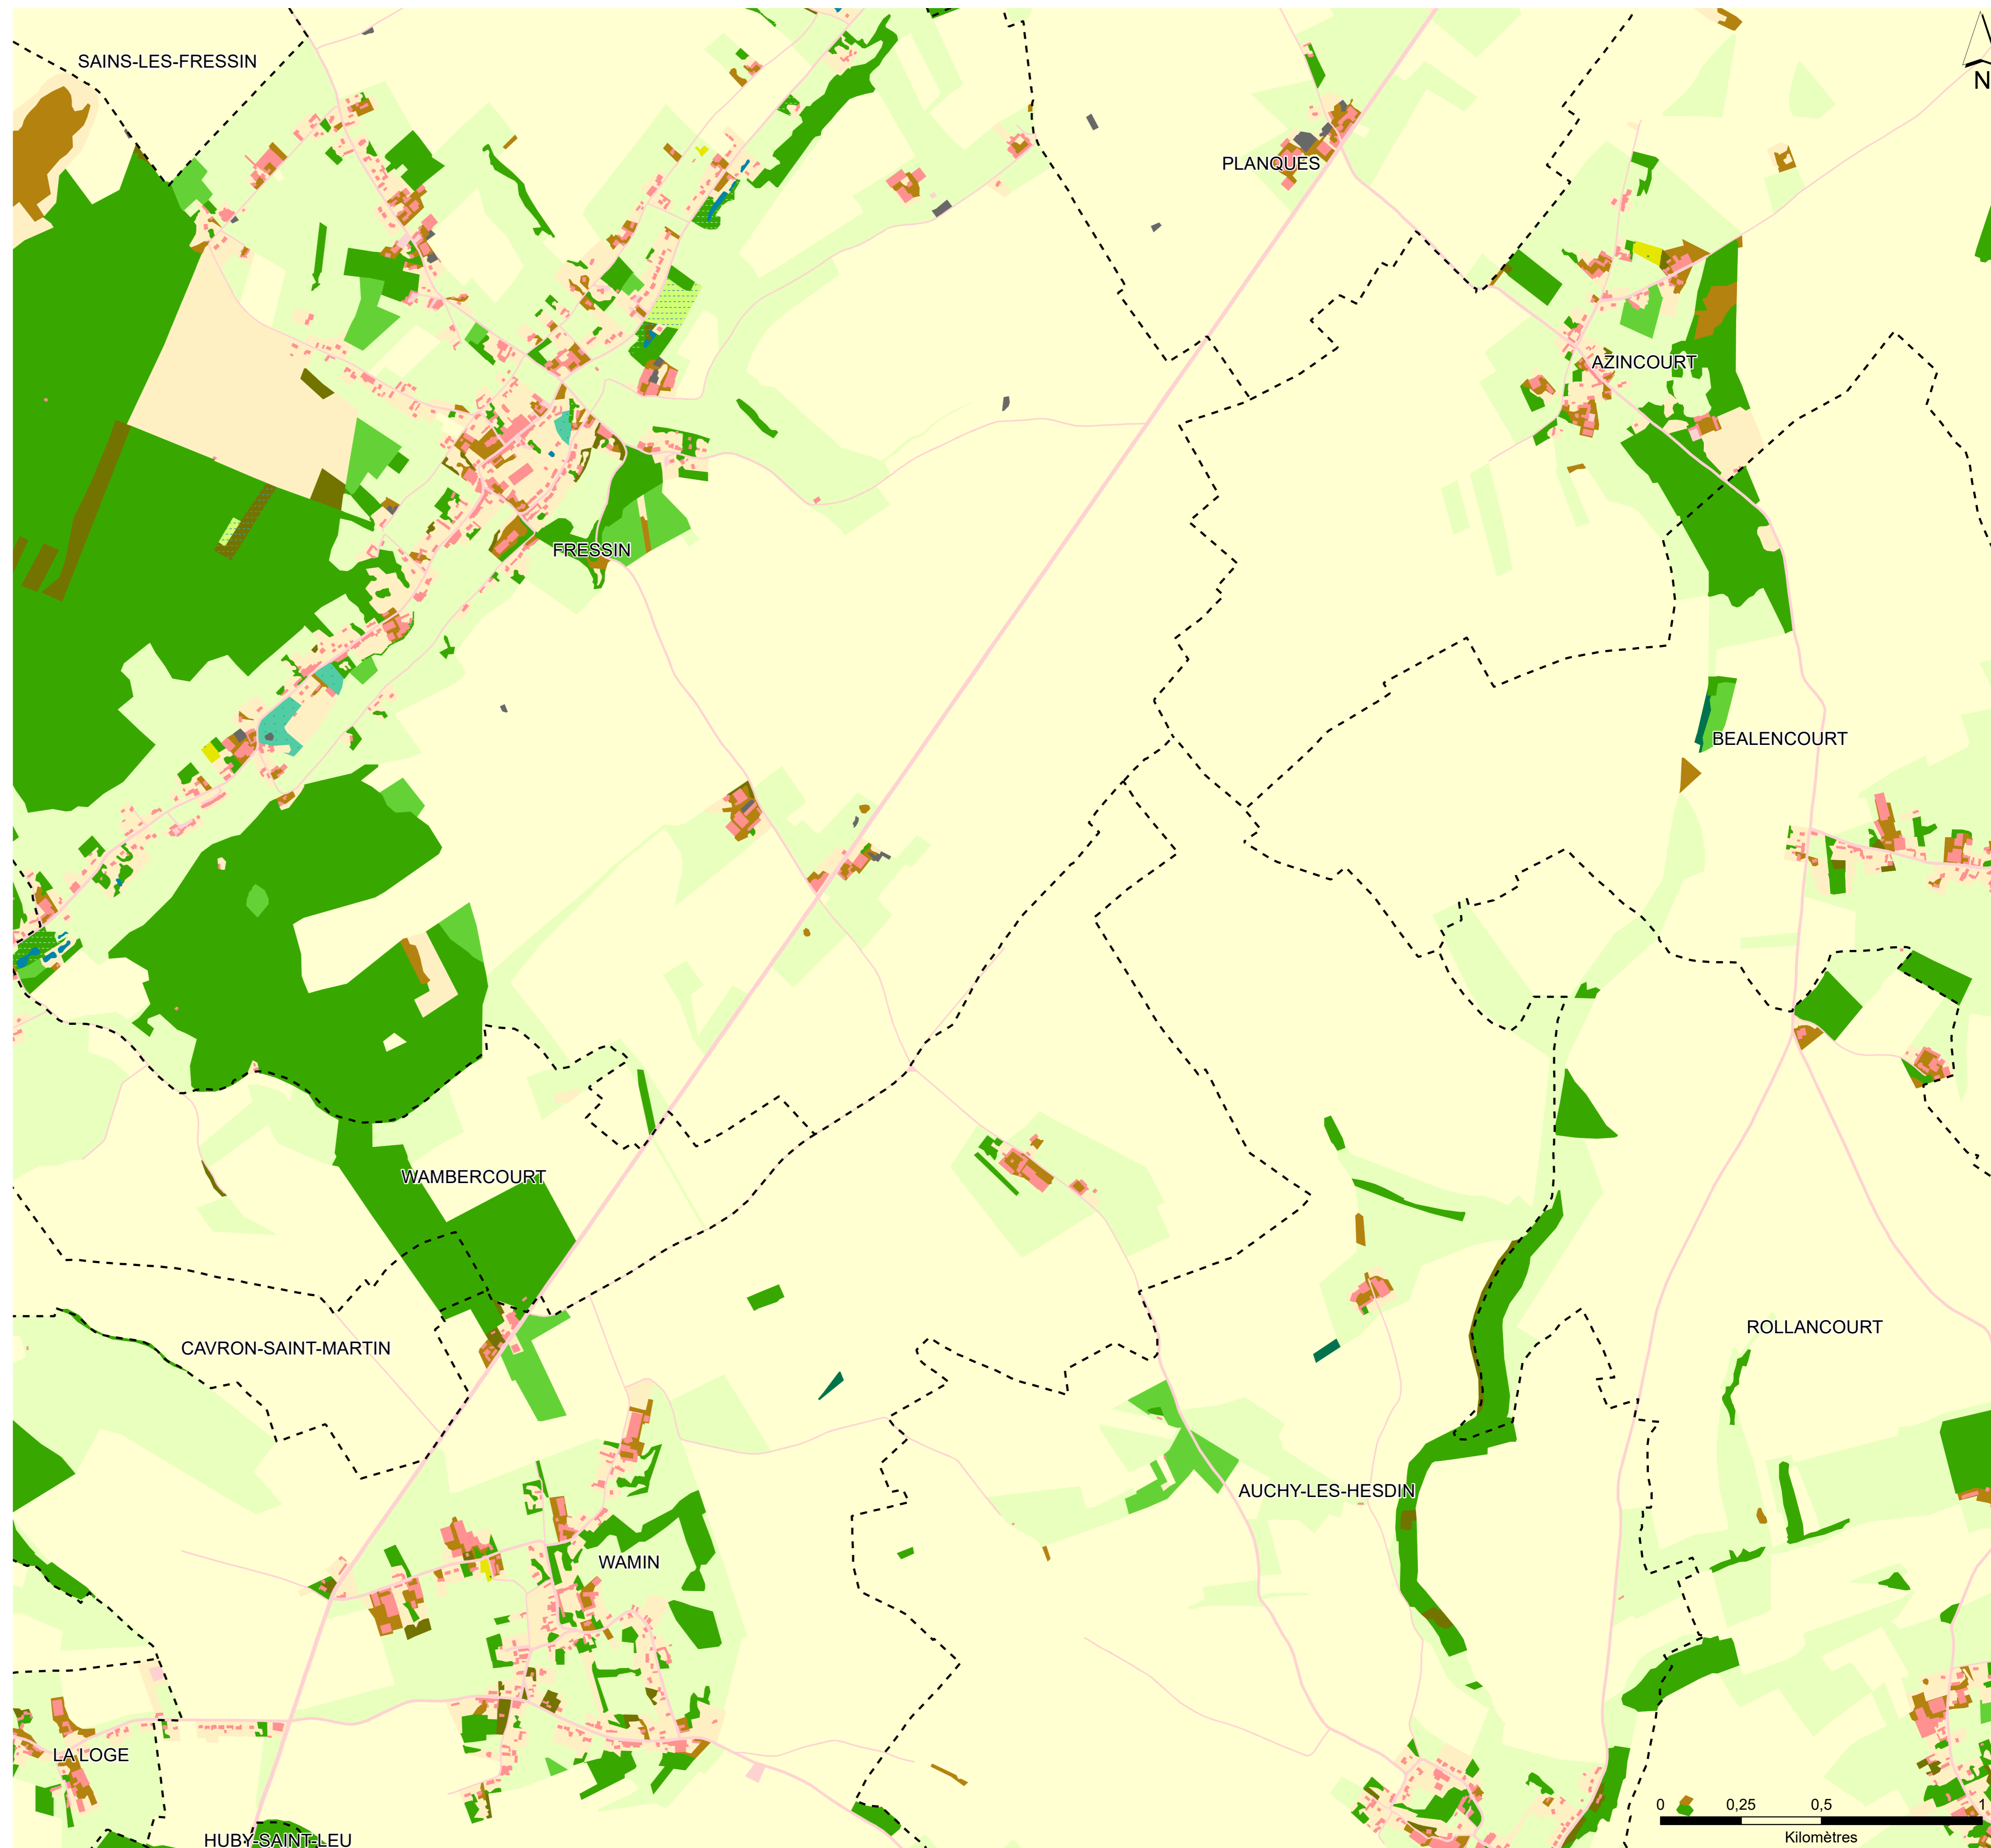 SAINS-LES-FRESSIN
N
PLANQUES
AZINCOURT
FRESSIN
BEALENCOURT
WAMBERCOURT
ROLLANCOURT
CAVRON-SAINT-MARTIN
AUCHY-LES-HESDIN
WAMIN
LA LOGE
0 0,25 0,5 1
Kilomètres
HUBY-SAINT-LEU